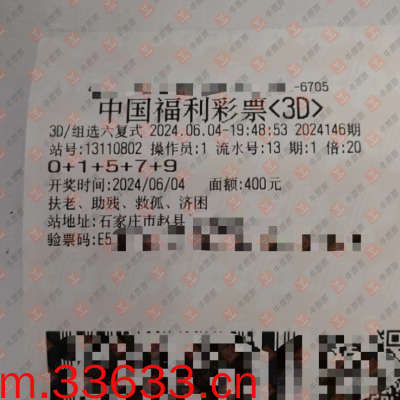 -6705
中国福利彩票<3D>
3D/组选六复式 2024.06.04-19:48:53 2024146期
站号:13110802 操作员:1 流水号:13 期:1 倍:20
0+1+5+7+9
开奖时间:2024/06/04 面额:400元
扶老、助残、救孤、济困
站地址:石家庄市赵县
验票码:E5
m.33633.cn